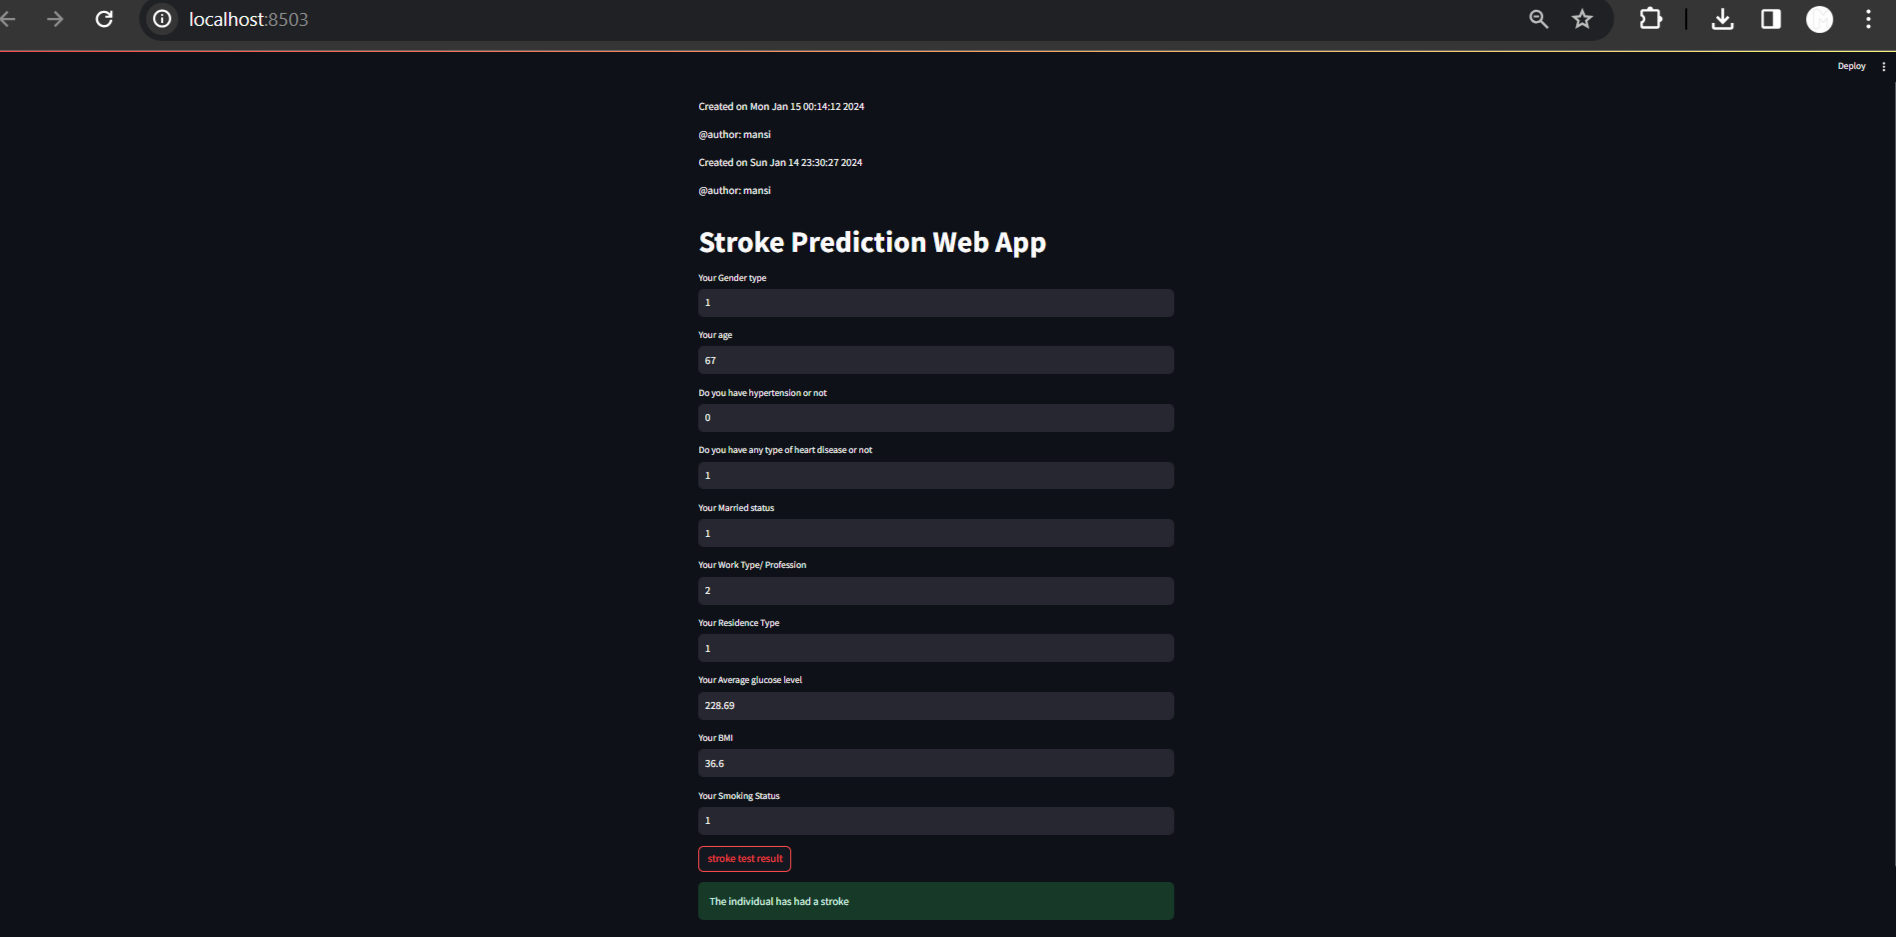 localhost:8503
Deploy
Created on Mon Jan 15 00:14:12 2024
@author: mansi
Created on Sun Jan 14 23:30:27 2024
@author: mansi
Stroke Prediction Web App
Your Gender type
1
Your age
67
Do you have hypertension or not
0
Do you have any type of heart disease or not
1
Your Married status
1
Your Work Type/ Profession
2
Your Residence Type
1
Your Average glucose level
228.69
Your BMI
36.6
Your Smoking Status
1
stroke test result
The individual has had a stroke